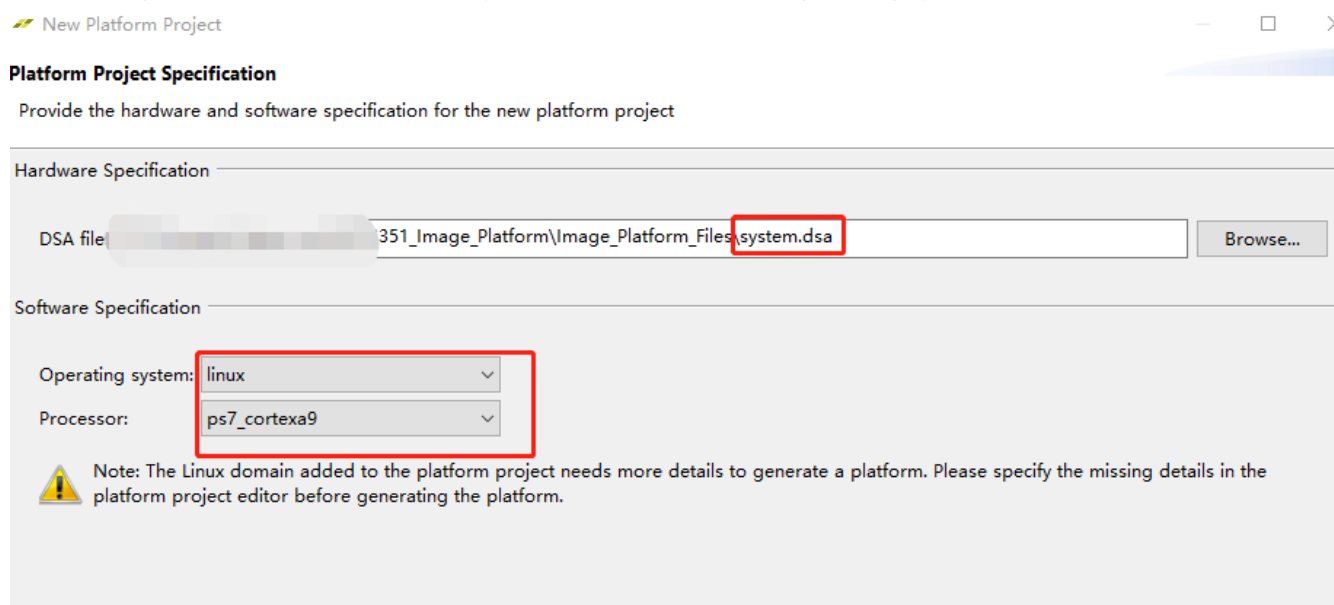 New Platform Project
Platform Project Specification
Provide the hardware and software specification for the new platform project
Hardware Specification
DSA file
351_Image_Platform\Image_Platform_Files\system.dsa
Browse...
Software Specification
Operating system: linux
Processor: ps7_cortexa9
Note: The Linux domain added to the platform project needs more details to generate a platform. Please specify the missing details in the
platform project editor before generating the platform.